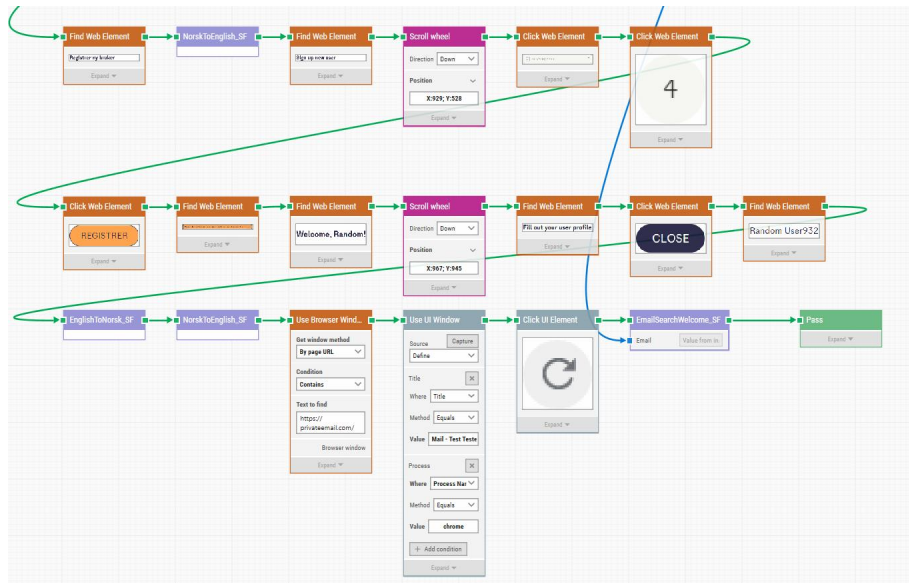 Find Web Element
NorskToEnglish_SF
Find Web Element
Scroll wheel
Click Web Element
Click Web Element
Registrer ny bruker
Sign up new user
Direction Down
Expand
Expand
Position
Expand
4
X:929; Y:528
Expand
Expand
Click Web Element
Find Web Element
Find Web Element
Scroll wheel
Find Web Element
Click Web Element
Find Web Element
REGISTRER
Welcome, Random!
Direction Down
Fill out your user profile
CLOSE
Random User932
Expand
Expand
Expand
Position
Expand
Expand
Expand
X:967; Y:945
Expand
EnglishToNorsk_SF
NorskToEnglish_SF
Use Browser Wind...
Use UI Window
Click UI Element
EmailSearchWelcome_SF
Pass
Get window method
By page URL
Condition
Contains
Text to find
https://
privateemail.com/
Browser window
Expand
Source Capture
Define
Title
Where Title
Method Equals
Value Mail - Test Teste
Process
Where Process Nar
Method Equals
Value chrome
+ Add condition
Expand
Expand
Email Value from in
Expand